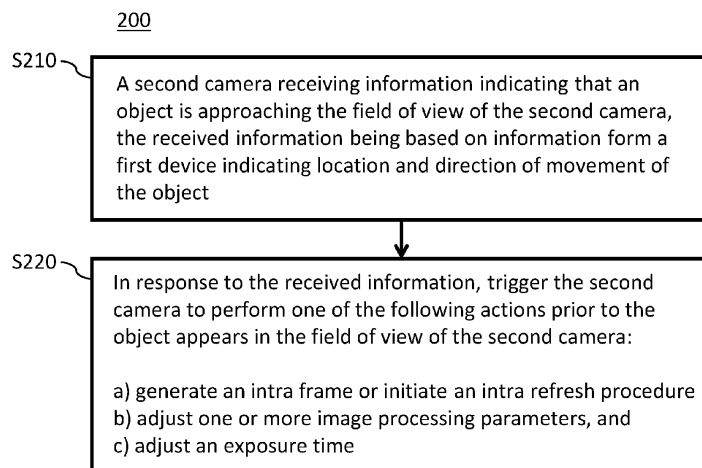 200
S210
A second camera receiving information indicating that an
object is approaching the field of view of the second camera,
the received information being based on information form a
first device indicating location and direction of movement of
the object
S220
In response to the received information, trigger the second
camera to perform one of the following actions prior to the
object appears in the field of view of the second camera:
a) generate an intra frame or initiate an intra refresh procedure
b) adjust one or more image processing parameters, and
c) adjust an exposure time